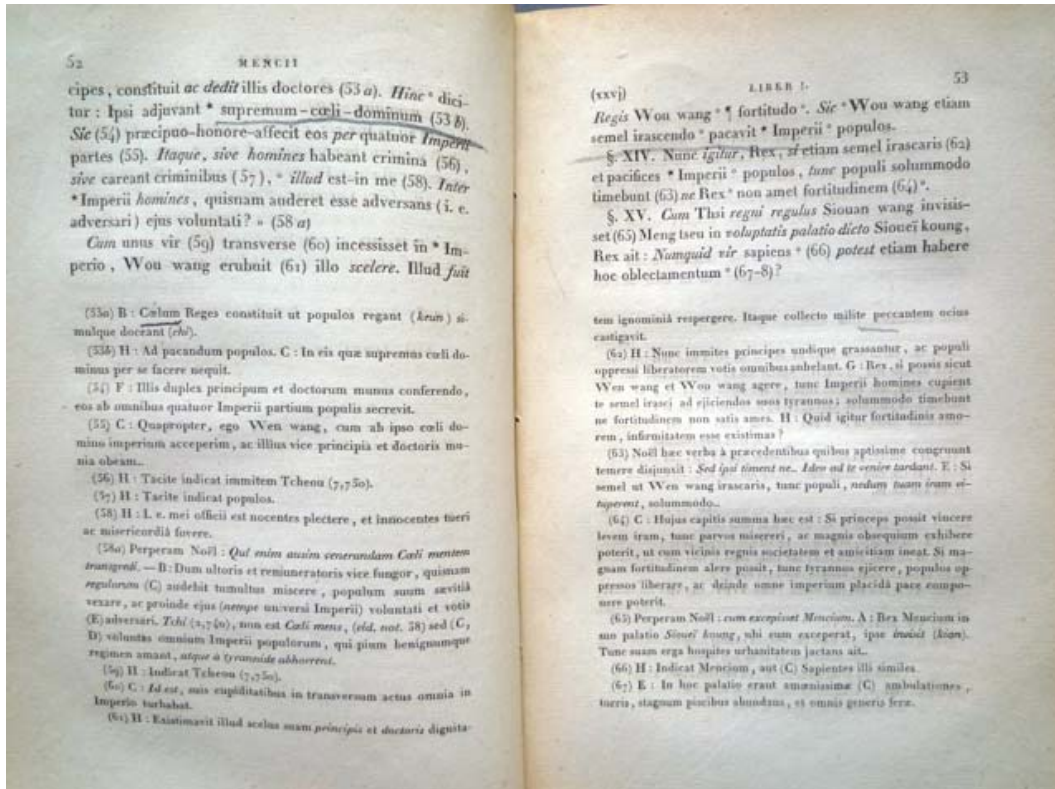 52
MENCII
cipes, constituit ac dedit illis doctores (53 a). Hinc ° dici-
tur : Ipsi adjuvant * supremum-cœli-dominum (53 b).
Sic (54) præcipuo-honore-affecit eos per quatuor Imperii
partes (55). Itaque, sive homines habeant crimina (56),
sive careant criminibus (57), ° illud est-in me (58). Inter
*Imperii homines, quisnam auderet esse adversans (i. e.
adversari) ejus voluntati? » (58 a)
Cum unus vir (59) transverse (60) incessisset in * Im-
perio, Wou wang erubuit (61) illo scelere. Illud fuit
(53a) B : Cœlum Reges constituit ut populos regant (keun) si-
mulque doceant (chi).
(53b) H : Ad pacandum populos. C : In eis quæ supremus cœli do-
minus per se facere nequit.
(54) F : Illis duplex principum et doctorum munus conferendo,
eos ab omnibus quatuor Imperii partium populis secrevit.
(55) C : Quapropter, ego Wen wang, cum ab ipso cœli do-
mino imperium acceperim, ac illius vice principis et doctoris mu-
nia obeam..
(56) H : Tacite indicat immitem Tcheou (7,750).
(57) H : Tacite indicat populos.
(58) H : I. e. mei officii est nocentes plectere, et innocentes tueri
ac misericordiâ fovere.
(58a) Perperam Noël : Qui enim ausim venerandam Cœli mentem
transgredi. — B : Dum ultoris et remuneratoris vice fungor, quisnam
regulorum (C) audebit tumultus miscere, populum suum sævitiâ
vexare, ac proinde ejus (nempe universi Imperii) voluntati et votis
(E) adversari. Tchi (2,740), non est Cœli mens, (vid. not. 38) sed (C,
D) voluntas omnium Imperii populorum, qui pium benignumque
regimen amant, atque à tyrannide abhorrent.
(59) H : Indicat Tcheou (7,750).
(60) C : Id est, suis cupiditatibus in transversum actus omnia in
Imperio turbabat.
(61) H : Existimavit illud scelus suam principis et doctoris dignita-
(xxvj)
LIBER I.
53
Regis Wou wang ° ¶ fortitudo °. Sic ° Wou wang etiam
semel irascendo ° pacavit * Imperii ° populos.
§. XIV. Nunc igitur, Rex, si etiam semel irascaris (62)
et pacifices * Imperii ° populos, tunc populi solummodo
timebunt (63) ne Rex ° non amet fortitudinem (64) °.
§. XV. Cum Thsi regni regulus Siouan wang invisis-
set (65) Meng tseu in voluptatis palatio dicto Sioueï koung,
Rex ait : Numquid vir sapiens ° (66) potest etiam habere
hoc oblectamentum ° (67-8)?
tem ignominiâ respergere. Itaque collecto milite peccantem ocius
castigavit.
(62) H : Nunc immites principes undique grassantur, ac populi
oppressi liberatorem votis omnibus anhelant. G : Rex, si possis sicut
Wen wang et Wou wang agere, tunc Imperii homines cupient
te semel irasci ad ejiciendos suos tyrannos; solummodo timebunt
ne fortitudinem non satis ames. H : Quid igitur fortitudinis amo-
rem, infirmitatem esse existimas?
(63) Noël hæc verba à præcedentibus quibus aptissime congruunt
temere disjunxit : Sed ipsi timent ne.. Ideo ad te venire tardant. E : Si
semel ut Wen wang irascaris, tunc populi, nedum tuam iram vi-
tuperent, solummodo..
(64) C : Hujus capitis summa hæc est : Si princeps possit vincere
levem iram, tunc parvos misereri, ac magnis obsequium exhibere
poterit, ut cum vicinis regnis societatem et amicitiam ineat. Si ma-
gnam fortitudinem alere possit, tunc tyrannos ejicere, populos op-
pressos liberare, ac deinde omne imperium placidâ pace compo-
nere poterit.
(65) Perperam Noël : cum excepisset Mencium. A : Rex Mencium in
suo palatio Sioueï koung, ubi eum exceperat, ipse invisit (kian).
Tunc suam erga hospites urbanitatem jactans ait..
(66) H : Indicat Mencium, aut (C) Sapientes illi similes.
(67) E : In hoc palatio erant amœnissimæ (C) ambulationes,
turris, stagnum piscibus abundans, et omnis generis feræ.